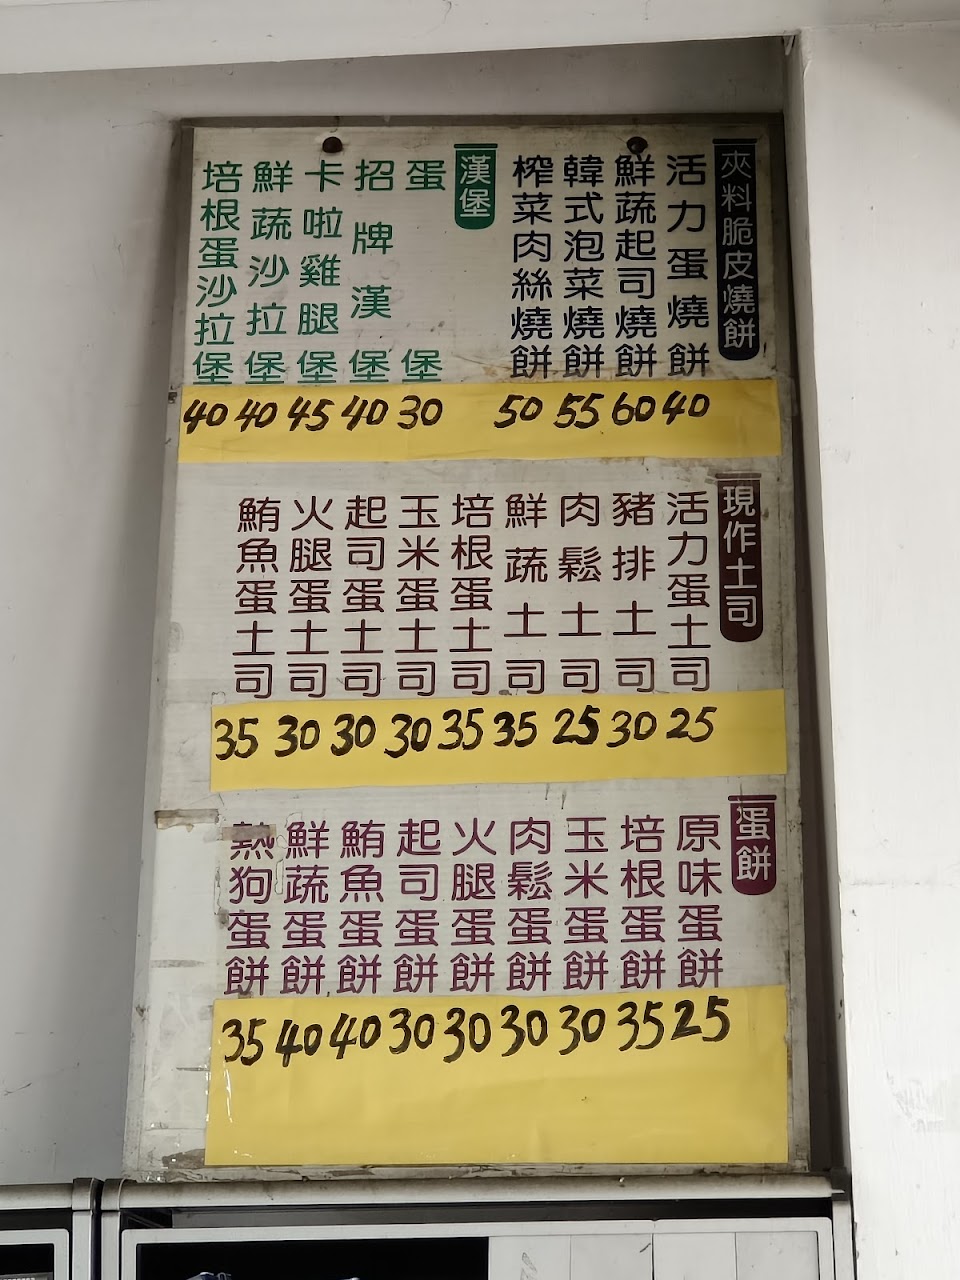 夾料脆皮燒餅
活力蛋燒餅
鮮蔬起司燒餅
韓式泡菜燒餅
榨菜肉絲燒餅
漢堡
蛋堡
招牌漢堡
卡啦雞腿堡
鮮蔬沙拉堡
培根蛋沙拉堡
40 40 45 40 30 50 55 60 40
現作土司
活力蛋土司
豬排土司
肉鬆土司
鮮蔬土司
培根蛋土司
玉米蛋土司
起司蛋土司
火腿蛋土司
鮪魚蛋土司
35 30 30 30 35 35 25 30 25
蛋餅
原味蛋餅
培根蛋餅
玉米蛋餅
肉鬆蛋餅
火腿蛋餅
起司蛋餅
鮪魚蛋餅
鮮蔬蛋餅
熱狗蛋餅
35 40 40 30 30 30 30 35 25